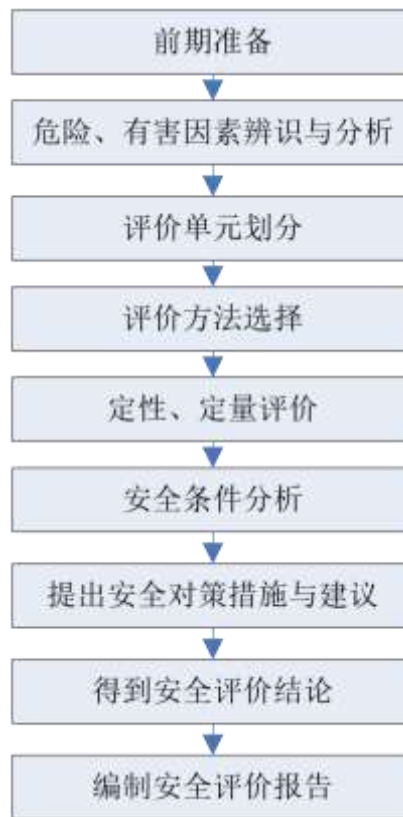 前期准备
危险、有害因素辨识与分析
评价单元划分
评价方法选择
定性、定量评价
安全条件分析
提出安全对策措施与建议
得到安全评价结论
编制安全评价报告